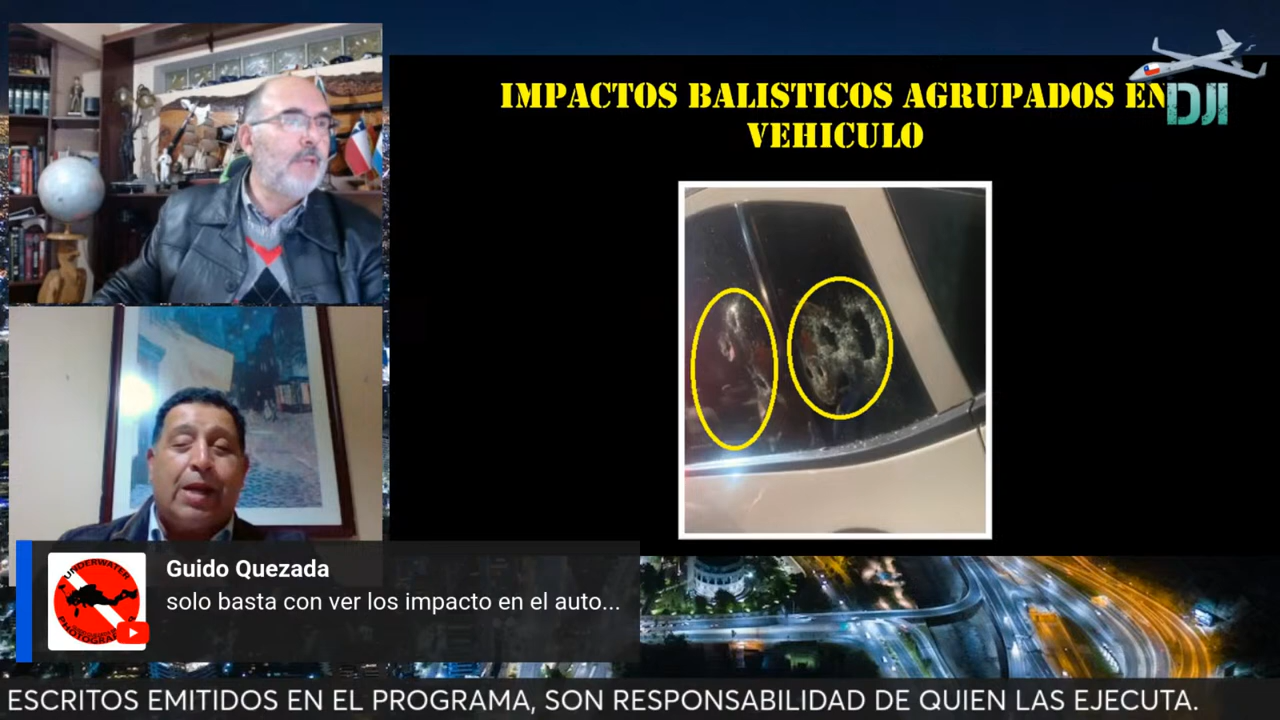 IMPACTOS BALISTICOS AGRUPADOS EN
VEHICULO
DJI
Guido Quezada
solo basta con ver los impacto en el auto...
UNDERWATER
ESCRITOS EMITIDOS EN EL PROGRAMA, SON RESPONSABILIDAD DE QUIEN LAS EJECUTA.